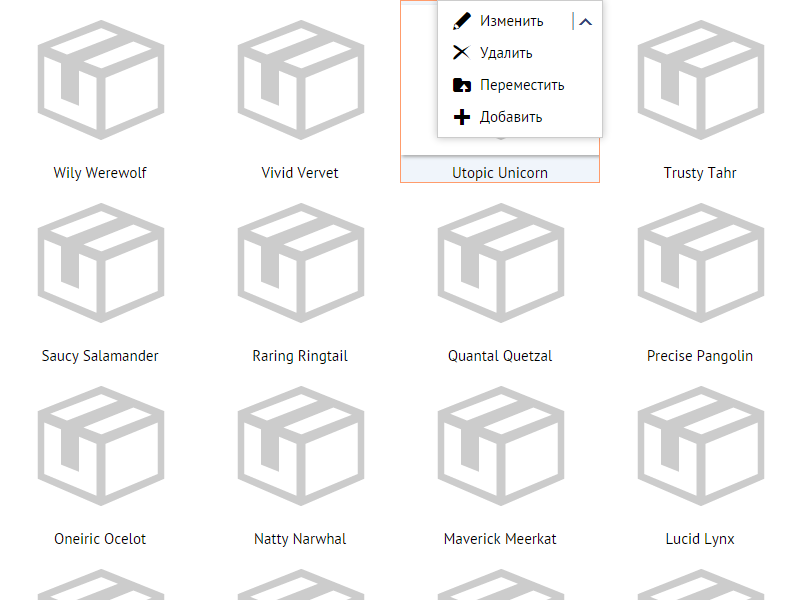 Изменить
Удалить
Переместить
Добавить
Wily Werewolf
Vivid Vervet
Utopic Unicorn
Trusty Tahr
Saucy Salamander
Raring Ringtail
Quantal Quetzal
Precise Pangolin
Oneiric Ocelot
Natty Narwhal
Maverick Meerkat
Lucid Lynx